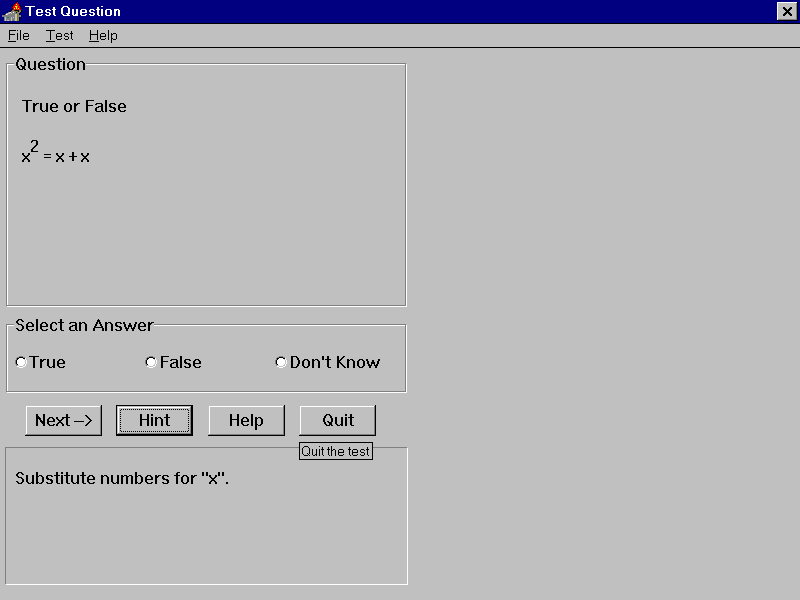 Test Question
File Test Help
Question
True or False
x² = x + x
Select an Answer
True False Don't Know
Next --> Hint Help Quit
Quit the test
Substitute numbers for "x".